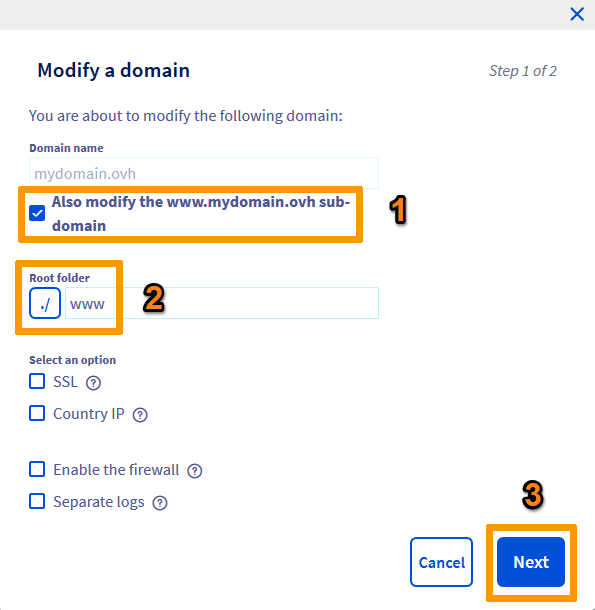 Modify a domain
Step 1 of 2
You are about to modify the following domain:
Domain name
mydomain.ovh
Also modify the www.mydomain.ovh sub-
domain
1
Root folder
./ www
2
Select an option
SSL ?
Country IP ?
Enable the firewall ?
Separate logs ?
3
Cancel
Next